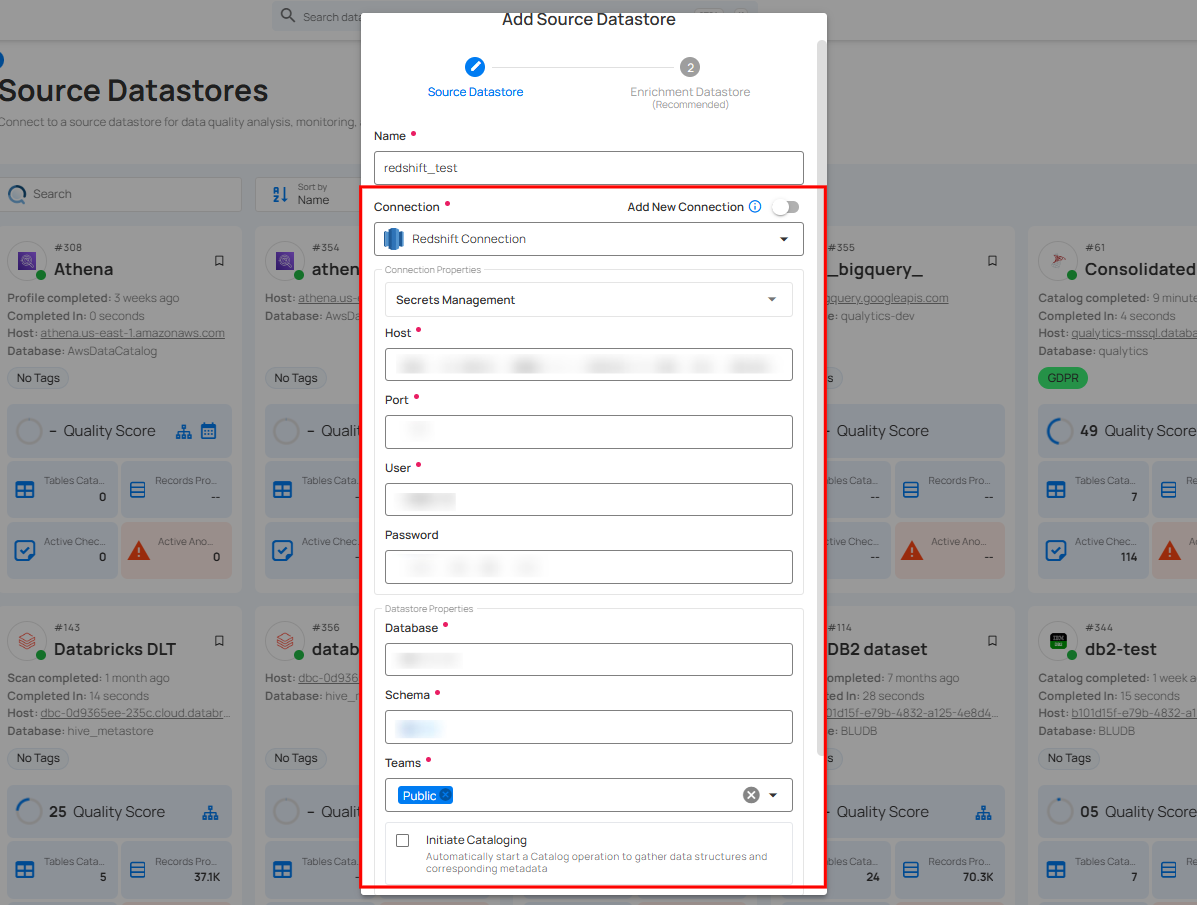 Search data
Add Source Datastore
2
Source Datastore
Enrichment Datastore
(Recommended)
Source Datastores
Connect to a source datastore for data quality analysis, monitoring,
Name
redshift_test
Search
Sort by
Name
Connection
Add New Connection
Redshift Connection
Connection Properties
Secrets Management
Host
Port
User
Password
Datastore Properties
Database
Schema
Teams
Public
Initiate Cataloging
Automatically start a Catalog operation to gather data structures and
corresponding metadata
#308
Athena
Profile completed: 3 weeks ago
Completed In: 0 seconds
Host: athena.us-east-1.amazonaws.com
Database: AwsDataCatalog
No Tags
– Quality Score
Tables Cata...
0
Records Pro...
--
Active Chec...
0
Active Ano...
0
#354
athen
Host: athena.us-e
Database: AwsDa
No Tags
– Quali
Tables Cata
Active Chec
#355
_bigquery_
gquery.googleapis.com
e: qualytics-dev
s
Quality Score
les Cata...
--
Records Pro...
--
tive Chec...
--
Active Ano...
--
#61
Consolidated
Catalog completed: 9 minute
Completed In: 4 seconds
Host: qualytics-mssql.databa
Database: qualytics
GDPR
49 Quality Score
Tables Cata...
7
Re
Active Chec...
114
A
#143
Databricks DLT
Scan completed: 1 month ago
Completed In: 14 seconds
Host: dbc-0d9365ee-235c.cloud.databr...
Database: hive_metastore
No Tags
25 Quality Score
Tables Cata...
5
Records Pro...
37.1K
#356
datab
Host: dbc-0d936
Database: hive_m
No Tags
– Quali
Tables Cata
#114
DB2 dataset
ompleted: 7 months ago
ed In: 28 seconds
01d15f-e79b-4832-a125-4e8d4...
e: BLUDB
s
Quality Score
les Cata...
24
Records Pro...
70.3K
#344
db2-test
Catalog completed: 1 week a
Completed In: 15 seconds
Host: b101d15f-e79b-4832-a1
Database: BLUDB
No Tags
05 Quality Score
Tables Cata...
7
Re